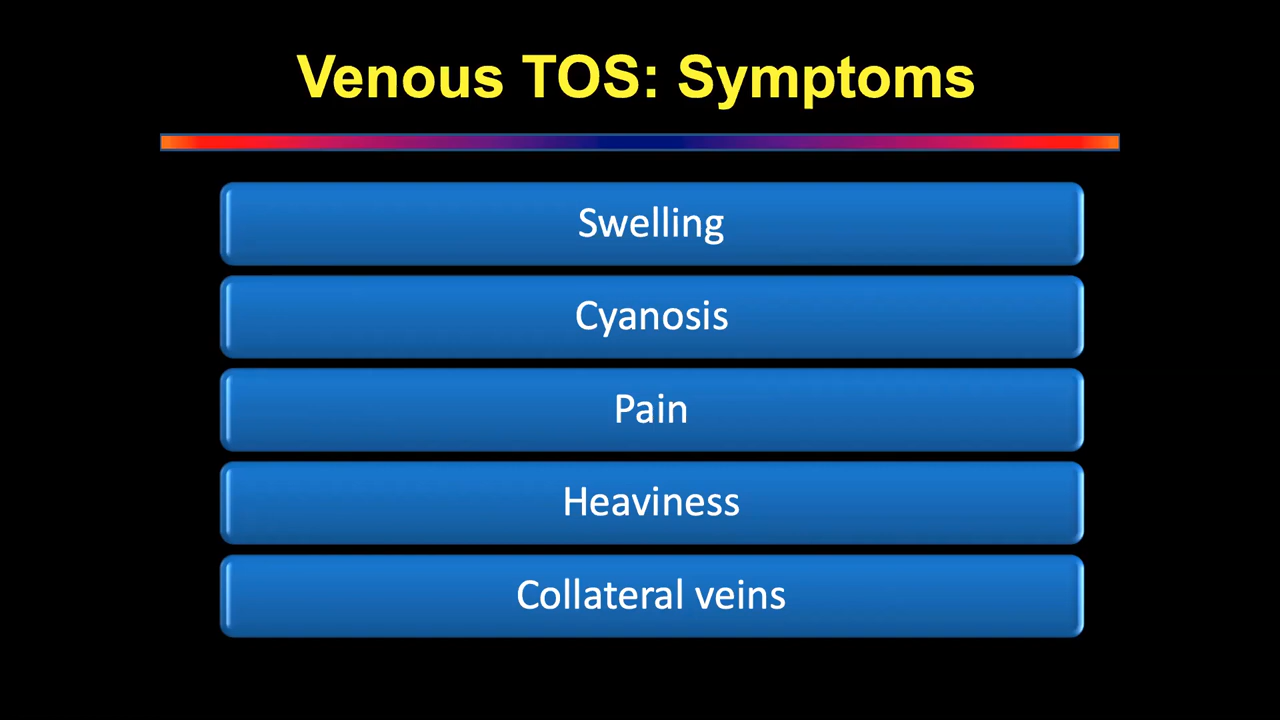 Venous TOS: Symptoms
Swelling
Cyanosis
Pain
Heaviness
Collateral veins